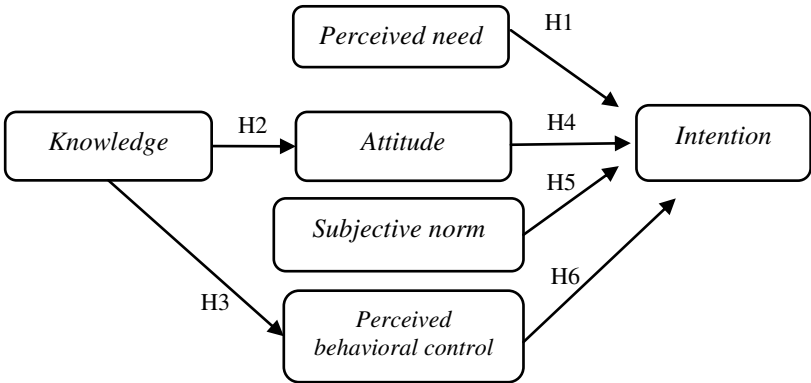 Perceived need
H1
Knowledge
H2
Attitude
H4
Intention
H5
Subjective norm
H3
H6
Perceived
behavioral control